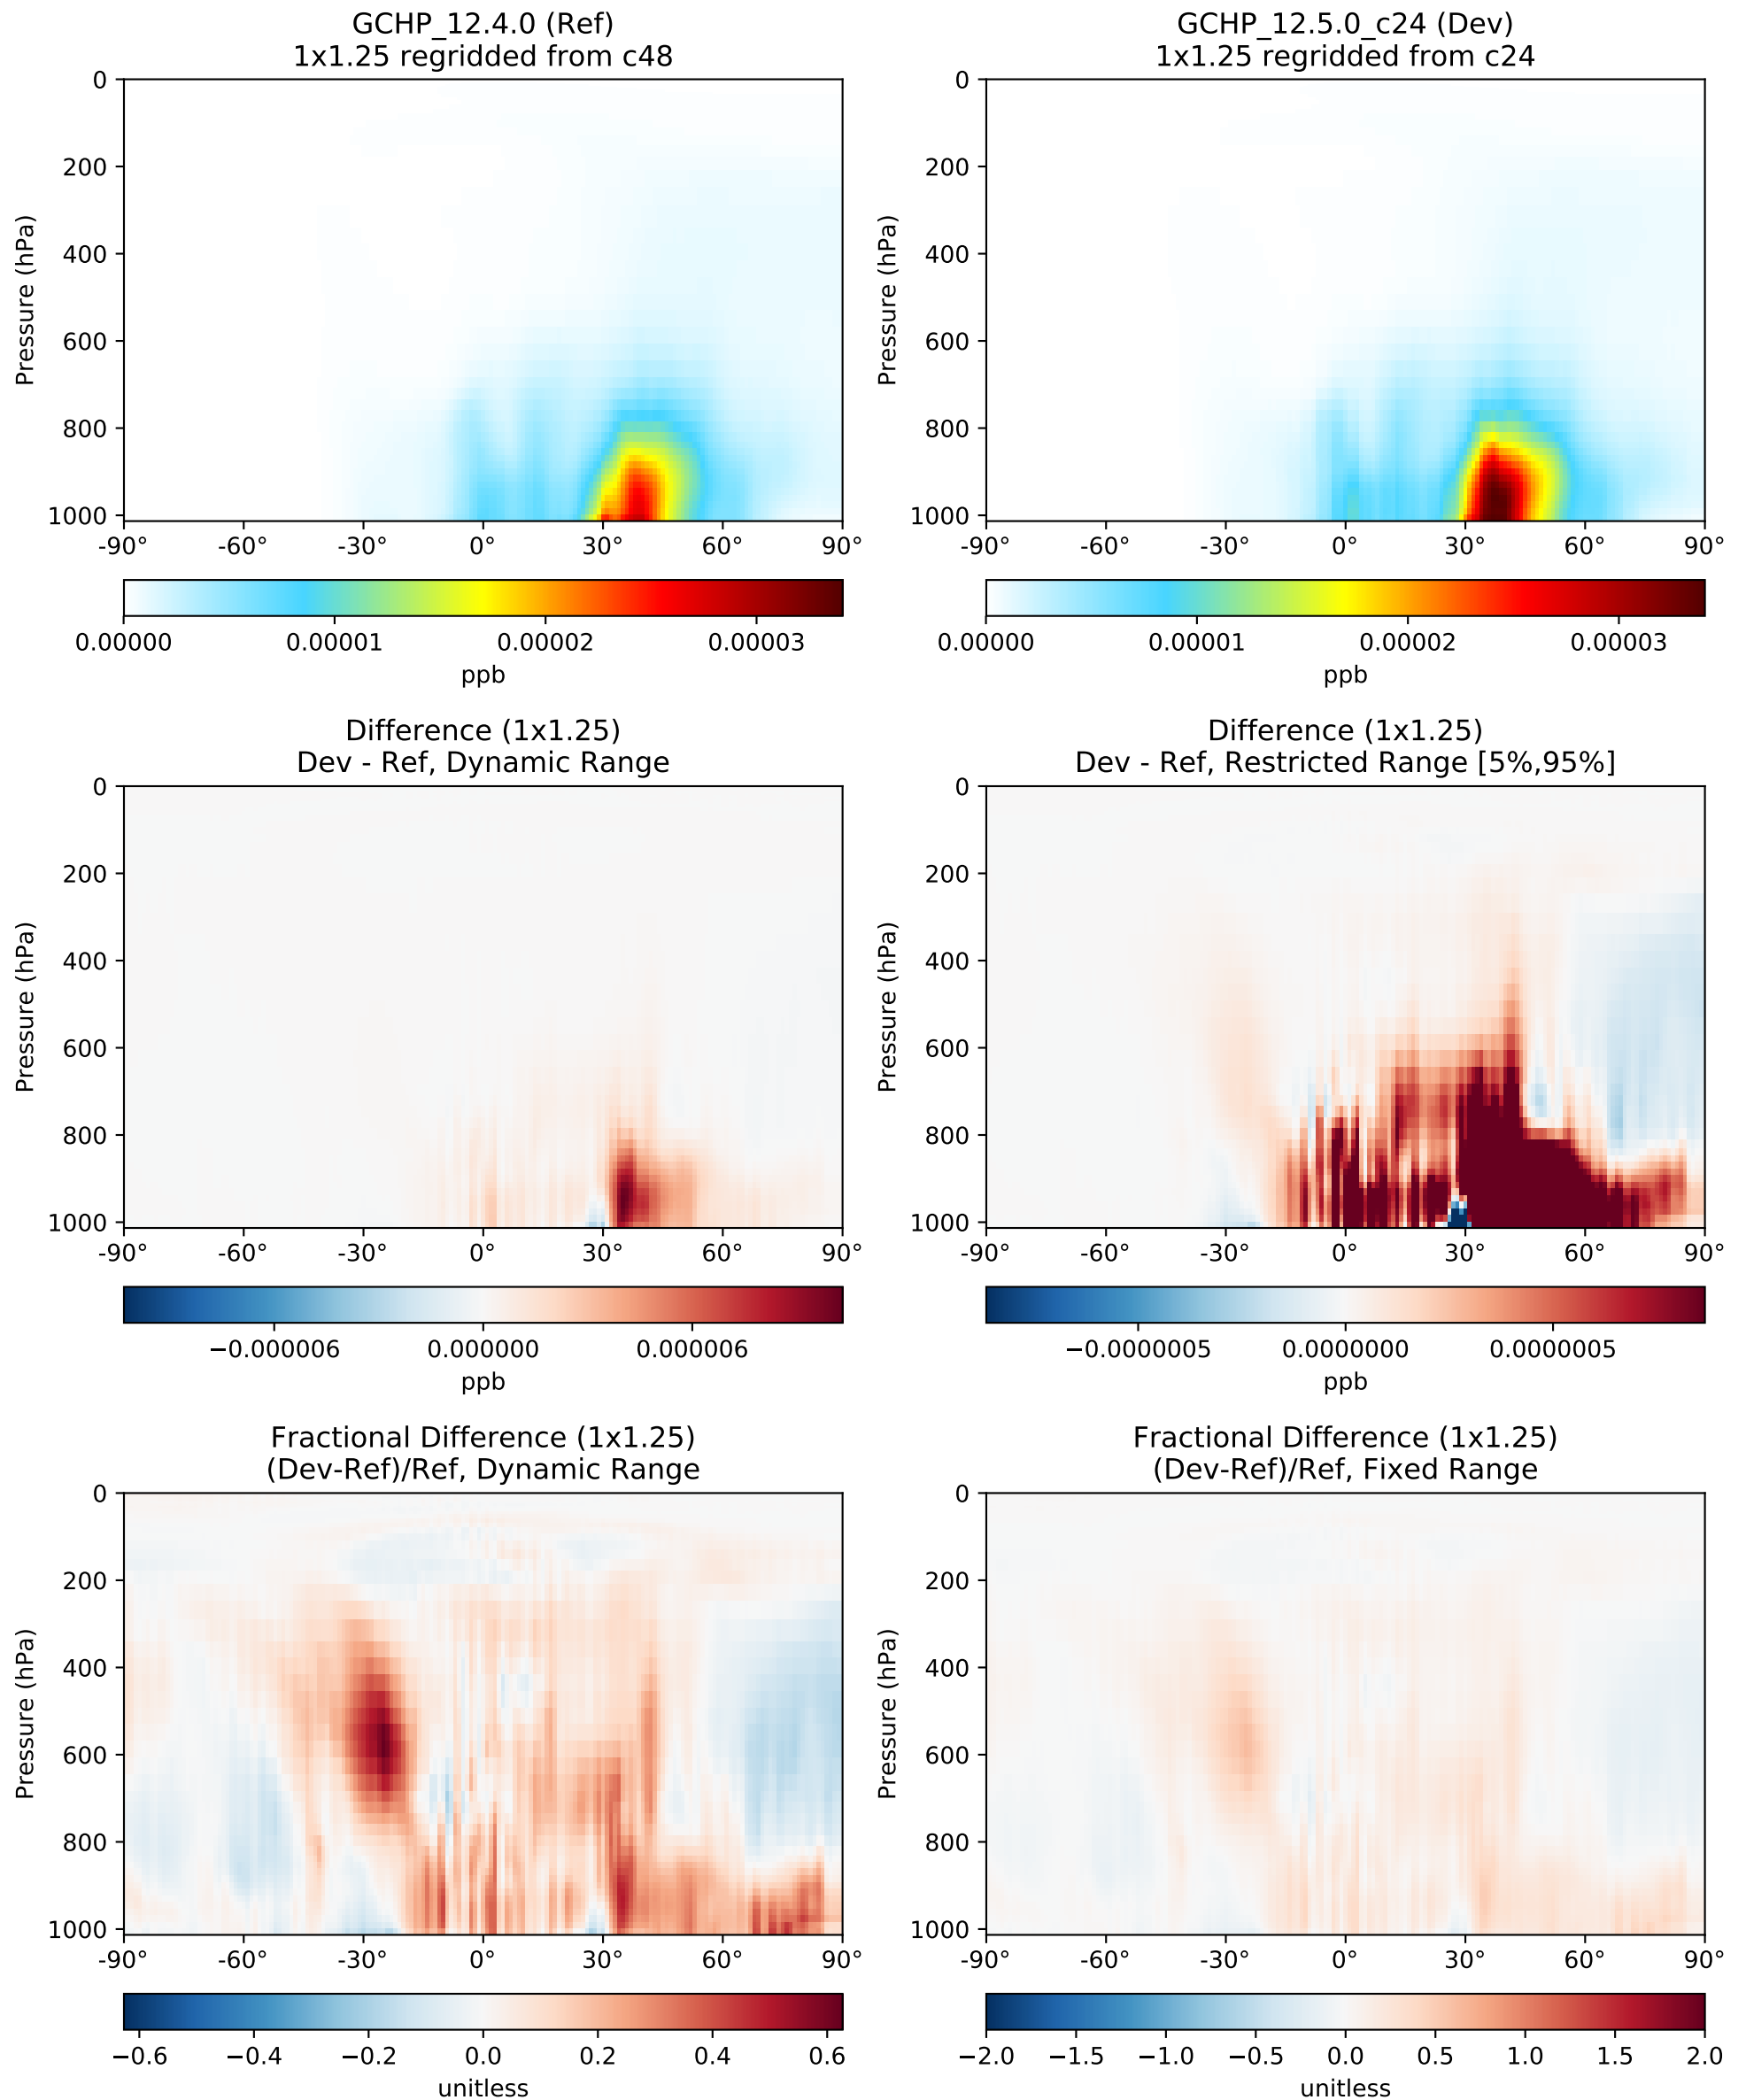 GCHP_12.4.0 (Ref)
1x1.25 regridded from c48
0
200
400
600
800
1000
Pressure (hPa)
-90° -60° -30° 0° 30° 60° 90°
0.00000 0.00001 0.00002 0.00003
ppb
GCHP_12.5.0_c24 (Dev)
1x1.25 regridded from c24
0
200
400
600
800
1000
Pressure (hPa)
-90° -60° -30° 0° 30° 60° 90°
0.00000 0.00001 0.00002 0.00003
ppb
Difference (1x1.25)
Dev - Ref, Dynamic Range
0
200
400
600
800
1000
Pressure (hPa)
-90° -60° -30° 0° 30° 60° 90°
−0.000006 0.000000 0.000006
ppb
Difference (1x1.25)
Dev - Ref, Restricted Range [5%,95%]
0
200
400
600
800
1000
Pressure (hPa)
-90° -60° -30° 0° 30° 60° 90°
−0.0000005 0.0000000 0.0000005
ppb
Fractional Difference (1x1.25)
(Dev-Ref)/Ref, Dynamic Range
0
200
400
600
800
1000
Pressure (hPa)
-90° -60° -30° 0° 30° 60° 90°
−0.6 −0.4 −0.2 0.0 0.2 0.4 0.6
unitless
Fractional Difference (1x1.25)
(Dev-Ref)/Ref, Fixed Range
0
200
400
600
800
1000
Pressure (hPa)
-90° -60° -30° 0° 30° 60° 90°
−2.0 −1.5 −1.0 −0.5 0.0 0.5 1.0 1.5 2.0
unitless